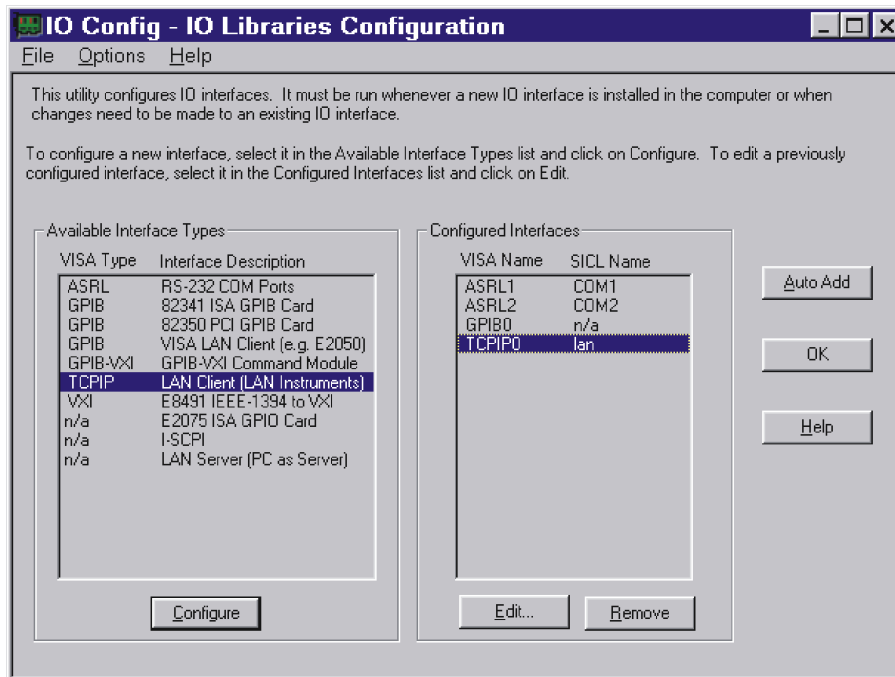 IO Config - IO Libraries Configuration
File Options Help
This utility configures IO interfaces. It must be run whenever a new IO interface is installed in the computer or when
changes need to be made to an existing IO interface.
To configure a new interface, select it in the Available Interface Types list and click on Configure. To edit a previously
configured interface, select it in the Configured Interfaces list and click on Edit.
Available Interface Types
VISA Type Interface Description
ASRL RS-232 COM Ports
GPIB 82341 ISA GPIB Card
GPIB 82350 PCI GPIB Card
GPIB VISA LAN Client (e.g. E2050)
GPIB-VXI GPIB-VXI Command Module
TCPIP LAN Client (LAN Instruments)
VXI E8491 IEEE-1394 to VXI
n/a E2075 ISA GPIO Card
n/a I-SCPI
n/a LAN Server (PC as Server)
Configure
Configured Interfaces
VISA Name SICL Name
ASRL1 COM1
ASRL2 COM2
GPIB0 n/a
TCPIP0 lan
Edit... Remove
Auto Add
OK
Help